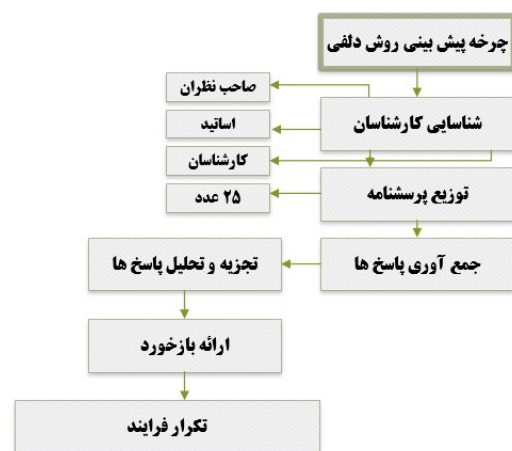 چرخه پیش بینی روش دلفی
صاحب نظران
شناسایی کارشناسان
اساتید
کارشناسان
توزیع پرسشنامه
۲۵ عدد
جمع آوری پاسخ ها
تجزیه و تحلیل پاسخ ها
ارائه بازخورد
تکرار فرایند